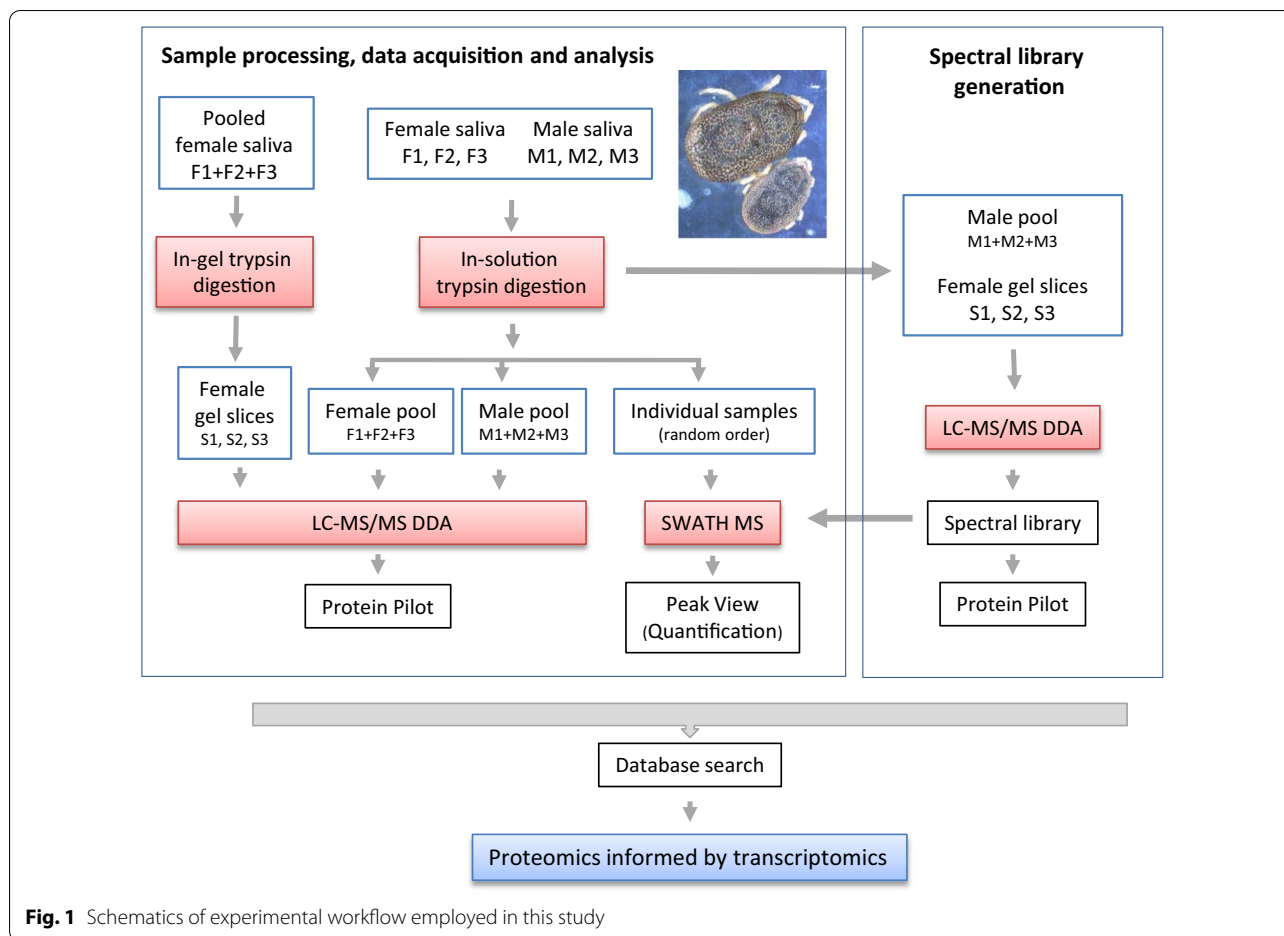 Sample processing, data acquisition and analysis
Pooled
female saliva
F1+F2+F3
Female saliva
F1, F2, F3
Male saliva
M1, M2, M3
In-gel trypsin
digestion
In-solution
trypsin digestion
Female
gel slices
S1, S2, S3
Female pool
F1+F2+F3
Male pool
M1+M2+M3
Individual samples
(random order)
LC-MS/MS DDA
SWATH MS
Protein Pilot
Peak View
(Quantification)
Spectral library
generation
Male pool
M1+M2+M3
Female gel slices
S1, S2, S3
LC-MS/MS DDA
Spectral library
Protein Pilot
Database search
Proteomics informed by transcriptomics
Fig. 1 Schematics of experimental workflow employed in this study